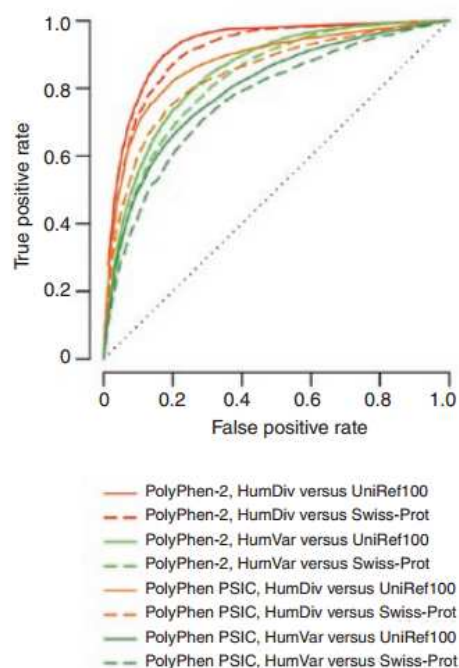 1.0
0.8
0.6
0.4
0.2
0
True positive rate
0 0.2 0.4 0.6 0.8 1.0
False positive rate
PolyPhen-2, HumDiv versus UniRef100
PolyPhen-2, HumDiv versus Swiss-Prot
PolyPhen-2, HumVar versus UniRef100
PolyPhen-2, HumVar versus Swiss-Prot
PolyPhen PSIC, HumDiv versus UniRef100
PolyPhen PSIC, HumDiv versus Swiss-Prot
PolyPhen PSIC, HumVar versus UniRef100
PolyPhen PSIC, HumVar versus Swiss-Prot